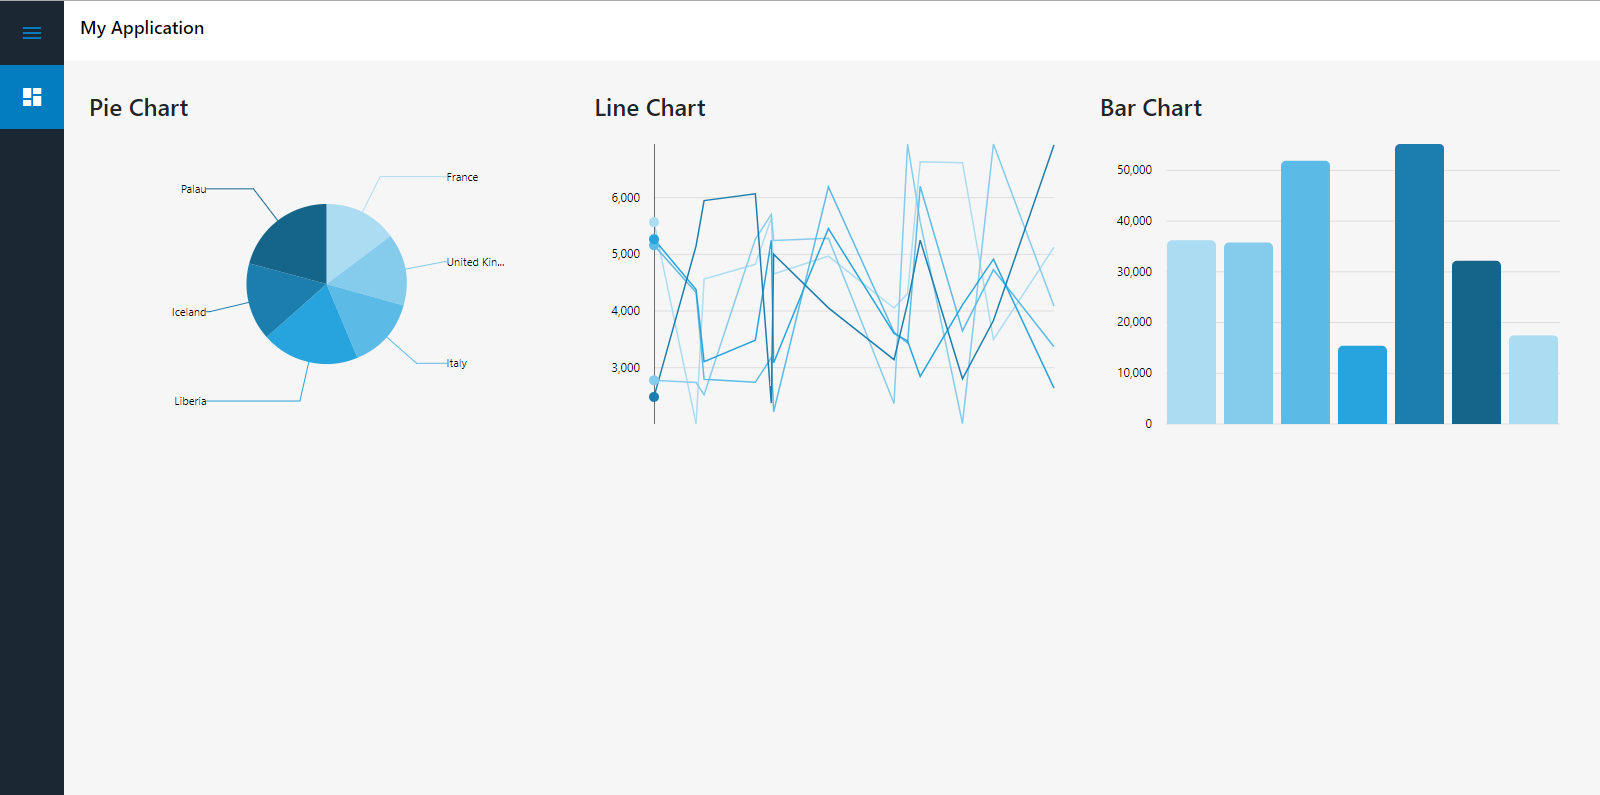 My Application
Pie Chart
France
Palau
United Kin...
Iceland
Italy
Liberia
Line Chart
6,000
5,000
4,000
3,000
Bar Chart
50,000
40,000
30,000
20,000
10,000
0